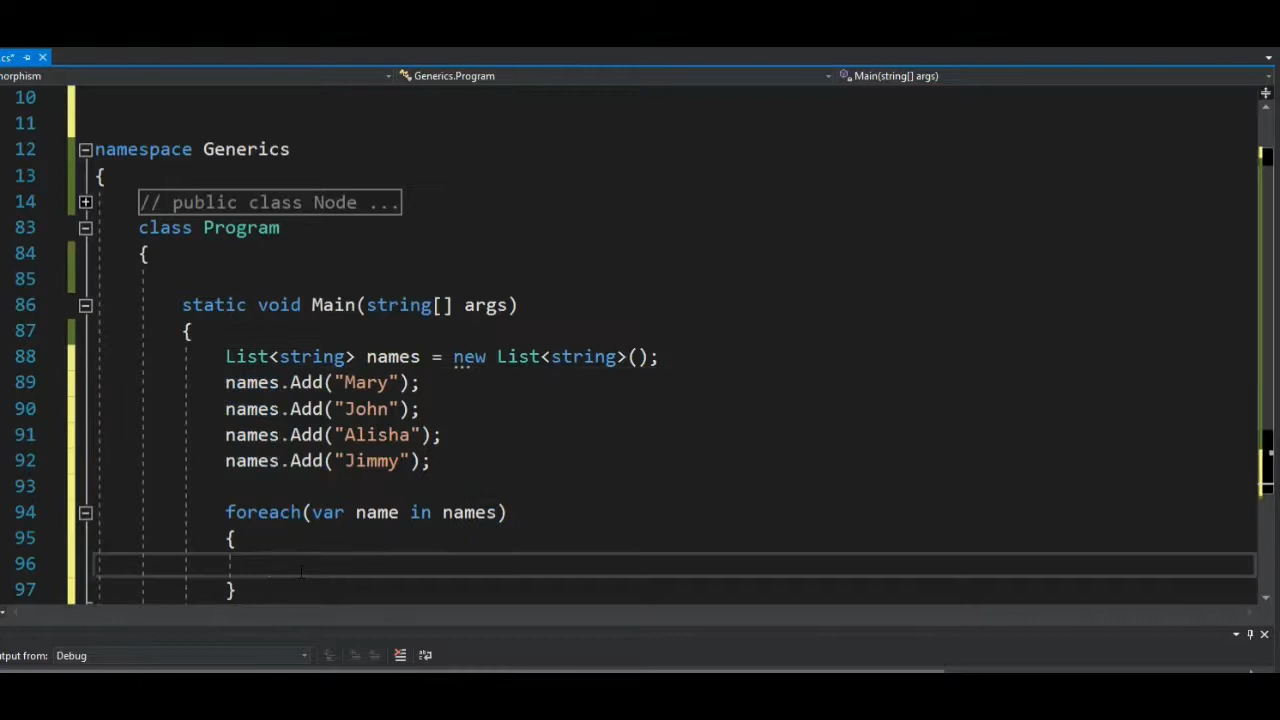 cs*
norphism
Generics.Program
Main(string[] args)
10
11
12 namespace Generics
13 {
14 // public class Node ...
83 class Program
84 {
85
86 static void Main(string[] args)
87 {
88 List<string> names = new List<string>();
89 names.Add("Mary");
90 names.Add("John");
91 names.Add("Alisha");
92 names.Add("Jimmy");
93
94 foreach(var name in names)
95 {
96
97 }
tput from: Debug